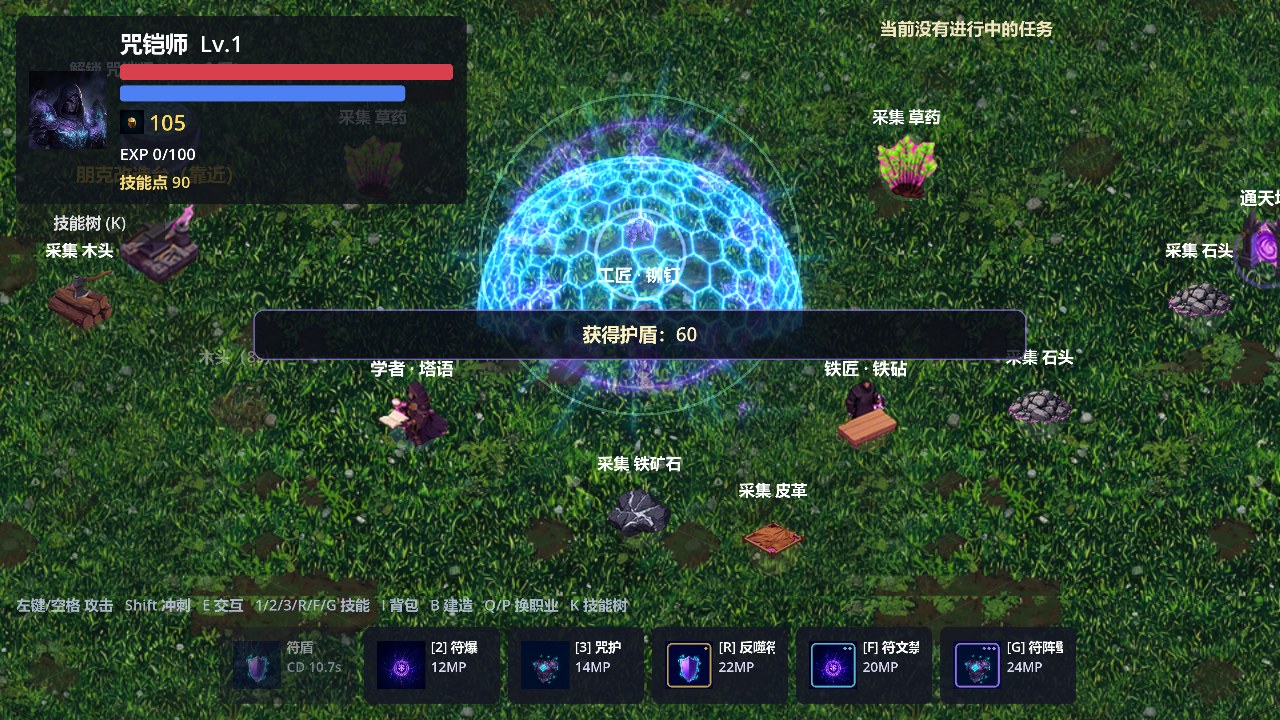 咒铠师 Lv.1
105
EXP 0/100
技能点 90
当前没有进行中的任务
采集 草药
采集 草药
技能树 (K)
采集 木头
采集 石头
工匠 · 铆钉
获得护盾：60
学者 · 塔语
铁匠 · 铁砧
采集 石头
采集 铁矿石
采集 皮革
左键/空格 攻击 Shift 冲刺 E 交互 1/2/3/R/F/G 技能 I 背包 B 建造 Q/P 换职业 K 技能树
符盾
CD 10.7s
[2] 符爆
12MP
[3] 咒护
14MP
[R] 反噬
22MP
[F] 符文
20MP
[G] 符阵
24MP